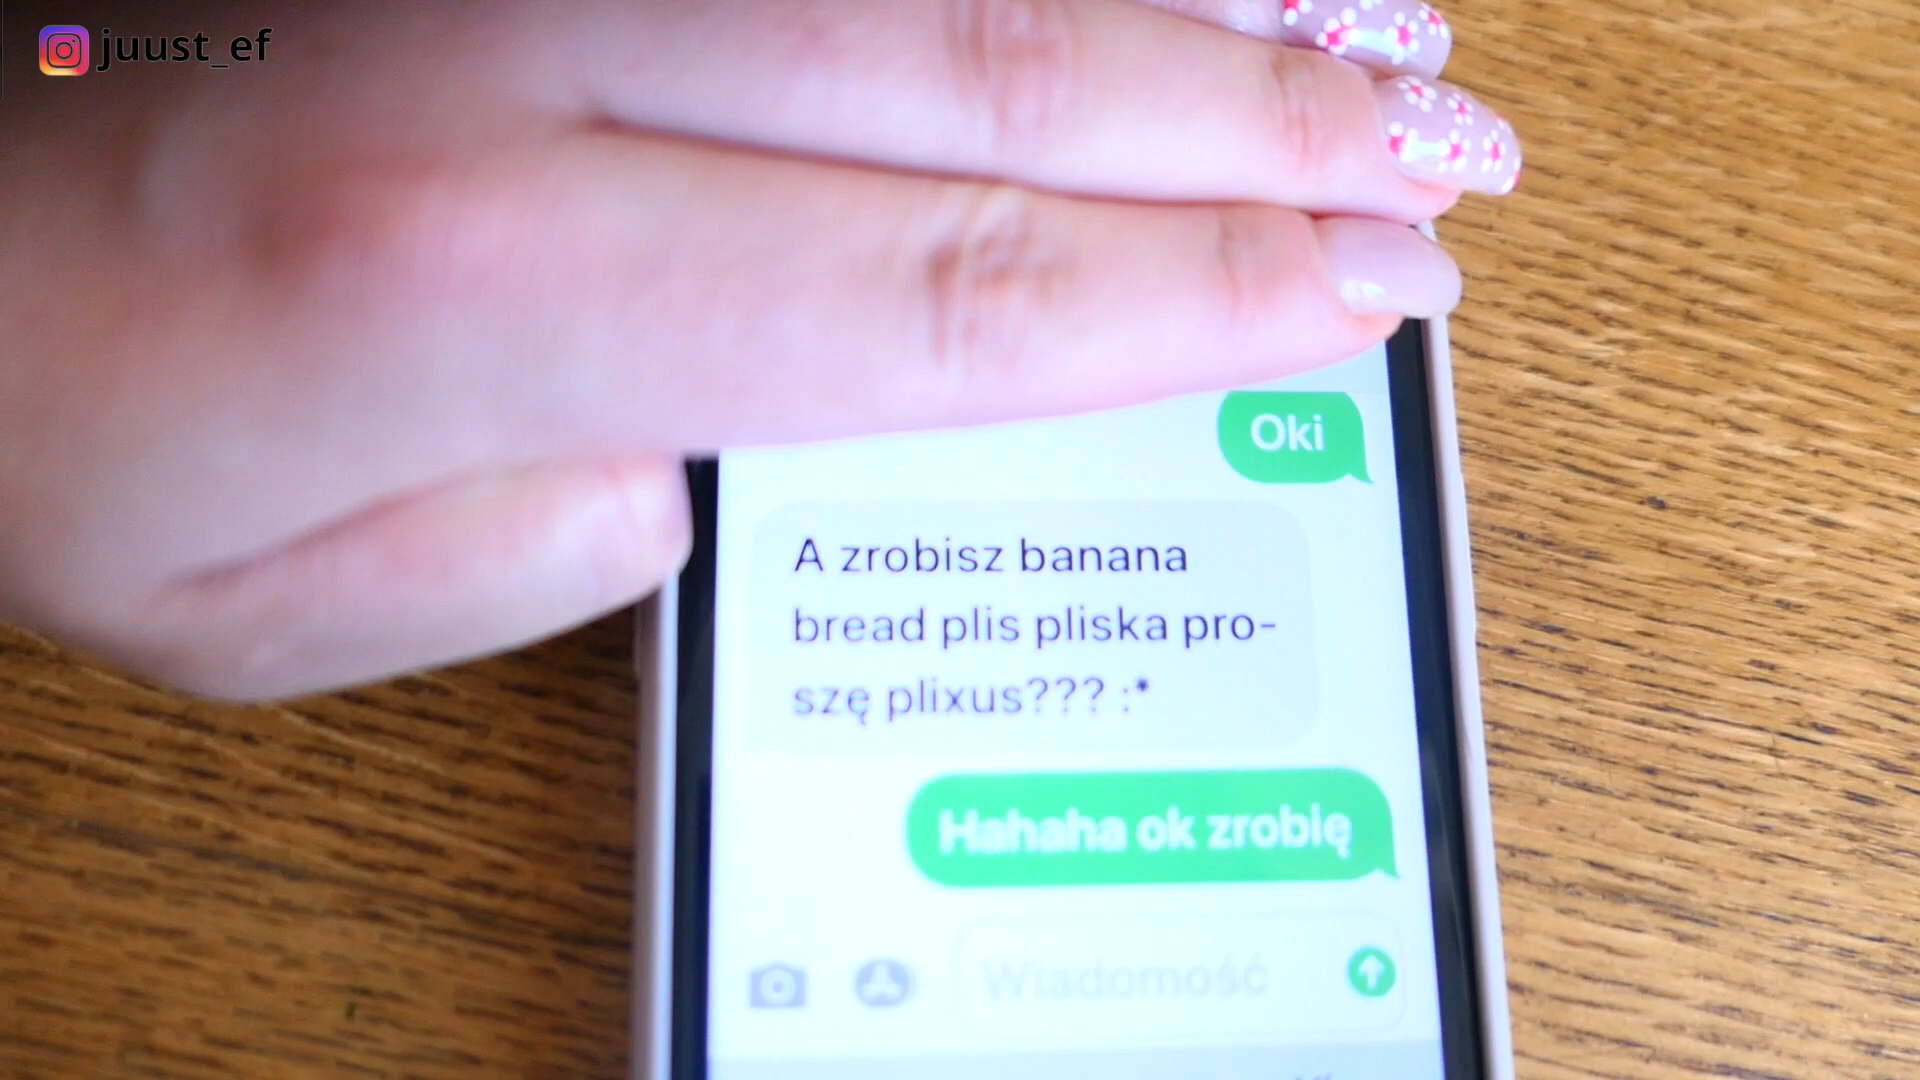 juust_ef
Oki
A zrobisz banana
bread plis pliska pro-
szę plixus??? :*
Hahaha ok zrobię
Wiadomość